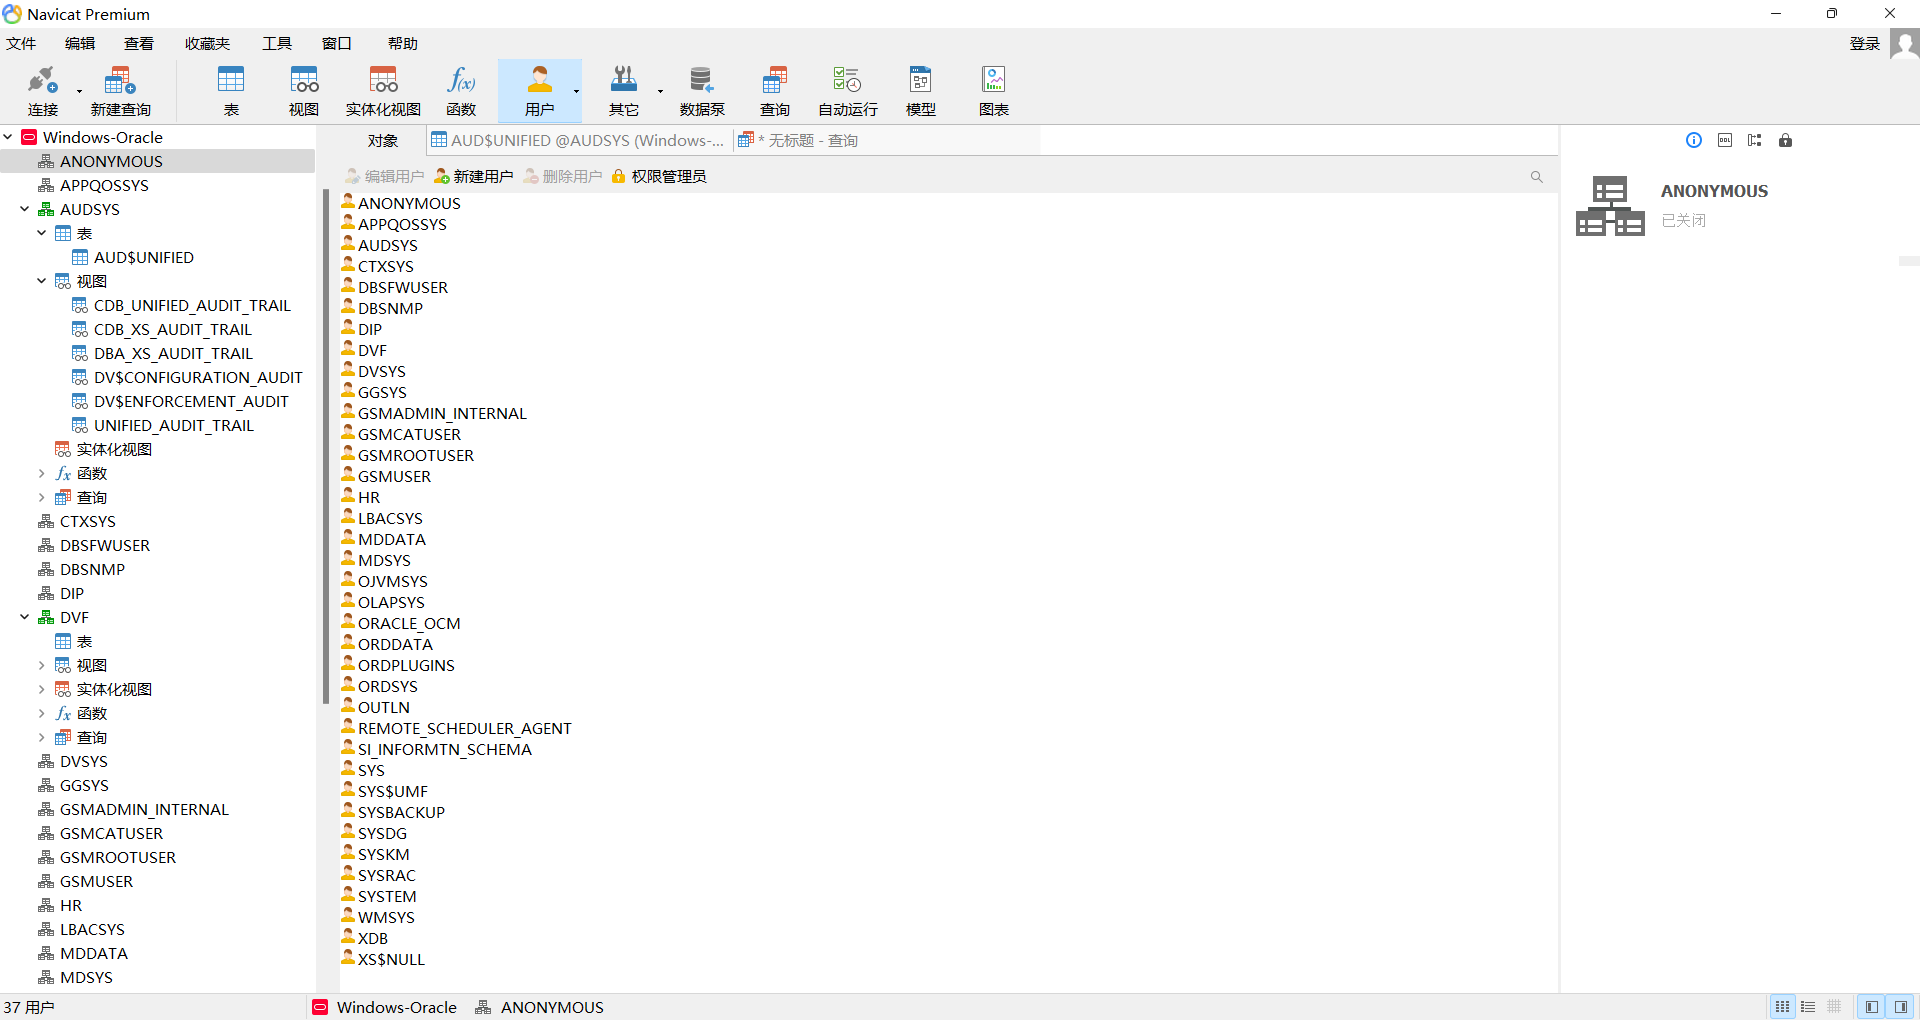 Navicat Premium
文件 编辑 查看 收藏夹 工具 窗口 帮助 登录
连接 新建查询 表 视图 实体化视图 函数 用户 其它 数据泵 查询 自动运行 模型 图表
Windows-Oracle
ANONYMOUS
APPQOSSYS
AUDSYS
表
AUD$UNIFIED
视图
CDB_UNIFIED_AUDIT_TRAIL
CDB_XS_AUDIT_TRAIL
DBA_XS_AUDIT_TRAIL
DV$CONFIGURATION_AUDIT
DV$ENFORCEMENT_AUDIT
UNIFIED_AUDIT_TRAIL
实体化视图
函数
查询
CTXSYS
DBSFWUSER
DBSNMP
DIP
DVF
表
视图
实体化视图
函数
查询
DVSYS
GGSYS
GSMADMIN_INTERNAL
GSMCATUSER
GSMROOTUSER
GSMUSER
HR
LBACSYS
MDDATA
MDSYS
对象 AUD$UNIFIED @AUDSYS (Windows-... * 无标题 - 查询
编辑用户 新建用户 删除用户 权限管理员
ANONYMOUS
APPQOSSYS
AUDSYS
CTXSYS
DBSFWUSER
DBSNMP
DIP
DVF
DVSYS
GGSYS
GSMADMIN_INTERNAL
GSMCATUSER
GSMROOTUSER
GSMUSER
HR
LBACSYS
MDDATA
MDSYS
OJVMSYS
OLAPSYS
ORACLE_OCM
ORDDATA
ORDPLUGINS
ORDSYS
OUTLN
REMOTE_SCHEDULER_AGENT
SI_INFORMTN_SCHEMA
SYS
SYS$UMF
SYSBACKUP
SYSDG
SYSKM
SYSRAC
SYSTEM
WMSYS
XDB
XS$NULL
DDL
ANONYMOUS
已关闭
37 用户 Windows-Oracle ANONYMOUS